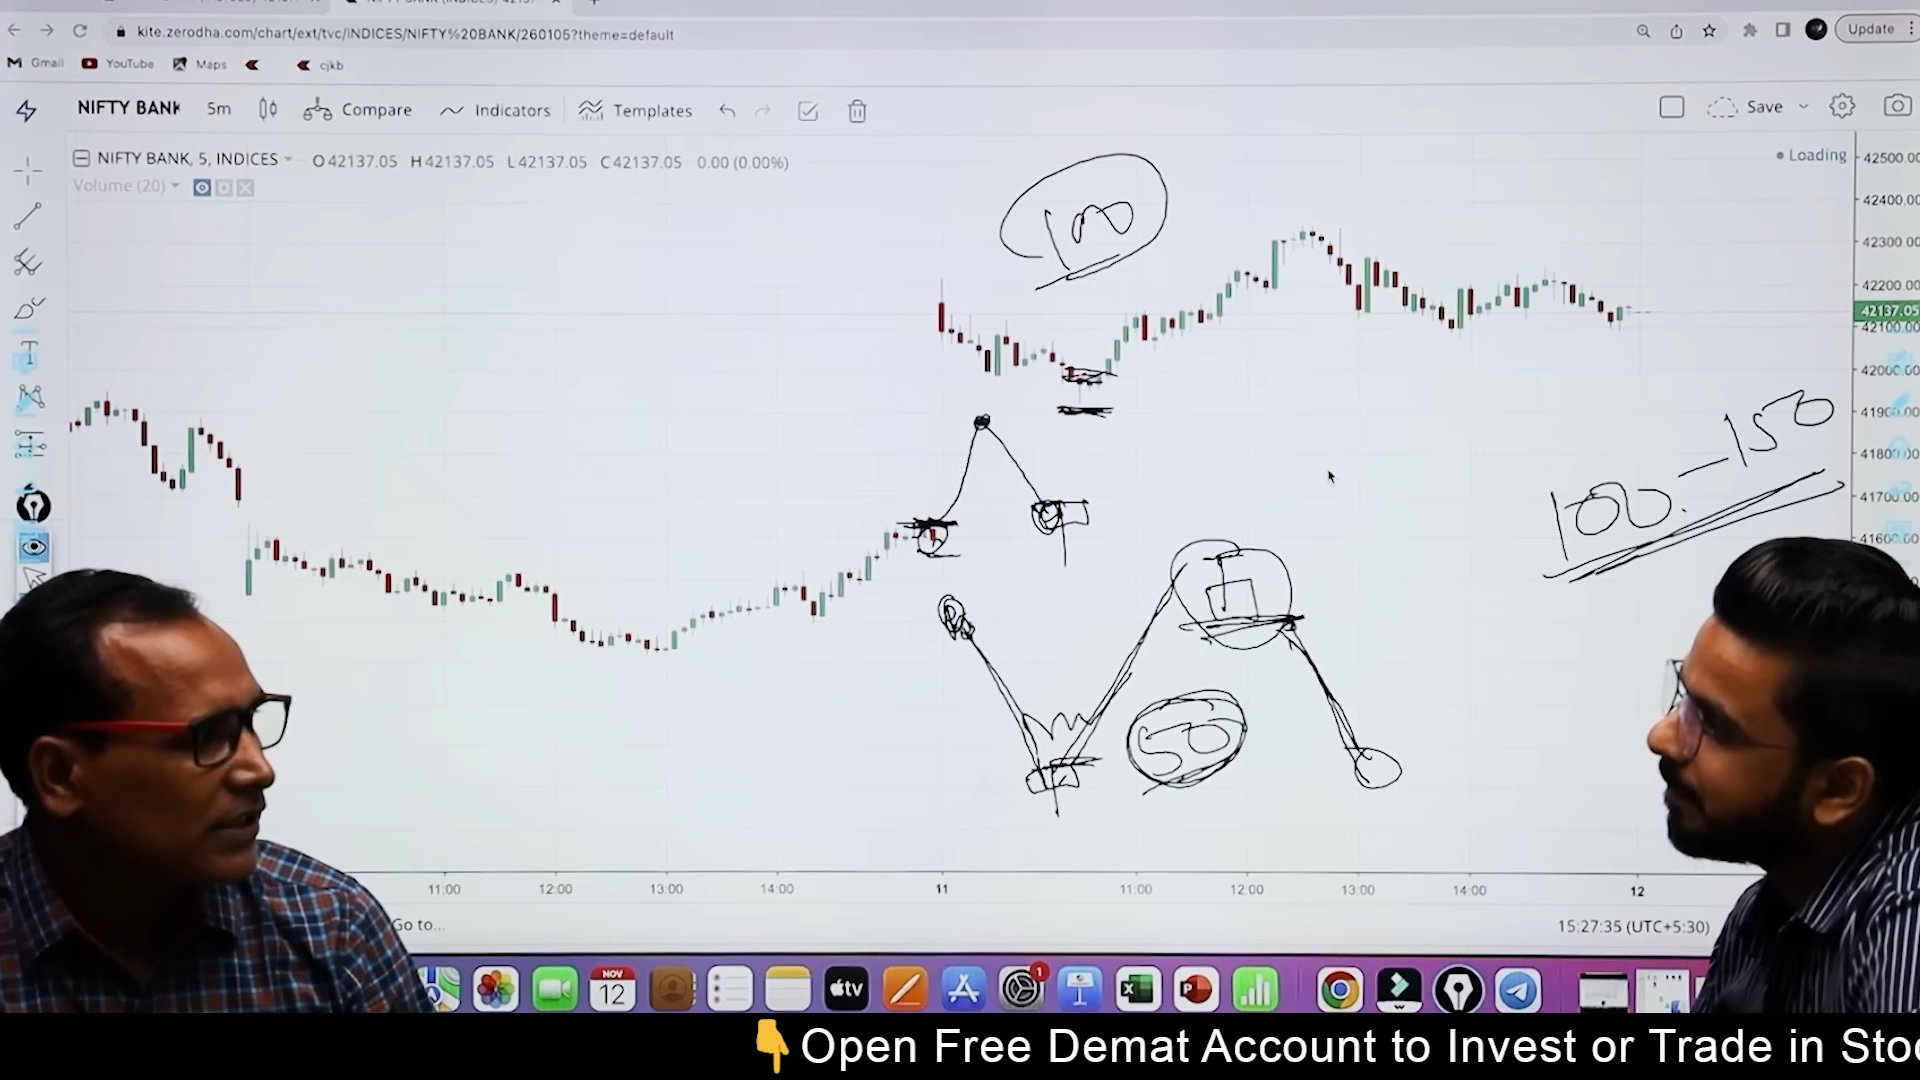 kite.zerodha.com/chart/ext/tvc/INDICES/NIFTY%20BANK/260105?theme=default
Update
Gmail YouTube Maps cjkb
NIFTY BANK 5m Compare Indicators Templates Save
NIFTY BANK, 5, INDICES O42137.05 H42137.05 L42137.05 C42137.05 0.00 (0.00%)
Loading
Volume (20)
42500.00
42400.00
42300.00
42200.00
42137.05
42100.00
42000.00
41900.00
41800.00
41700.00
41600
100
100-150
50
11:00 12:00 13:00 14:00 11 11:00 12:00 13:00 14:00 12
Go to...
15:27:35 (UTC+5:30)
NOV
12
tv
1
👇Open Free Demat Account to Invest or Trade in Stoc